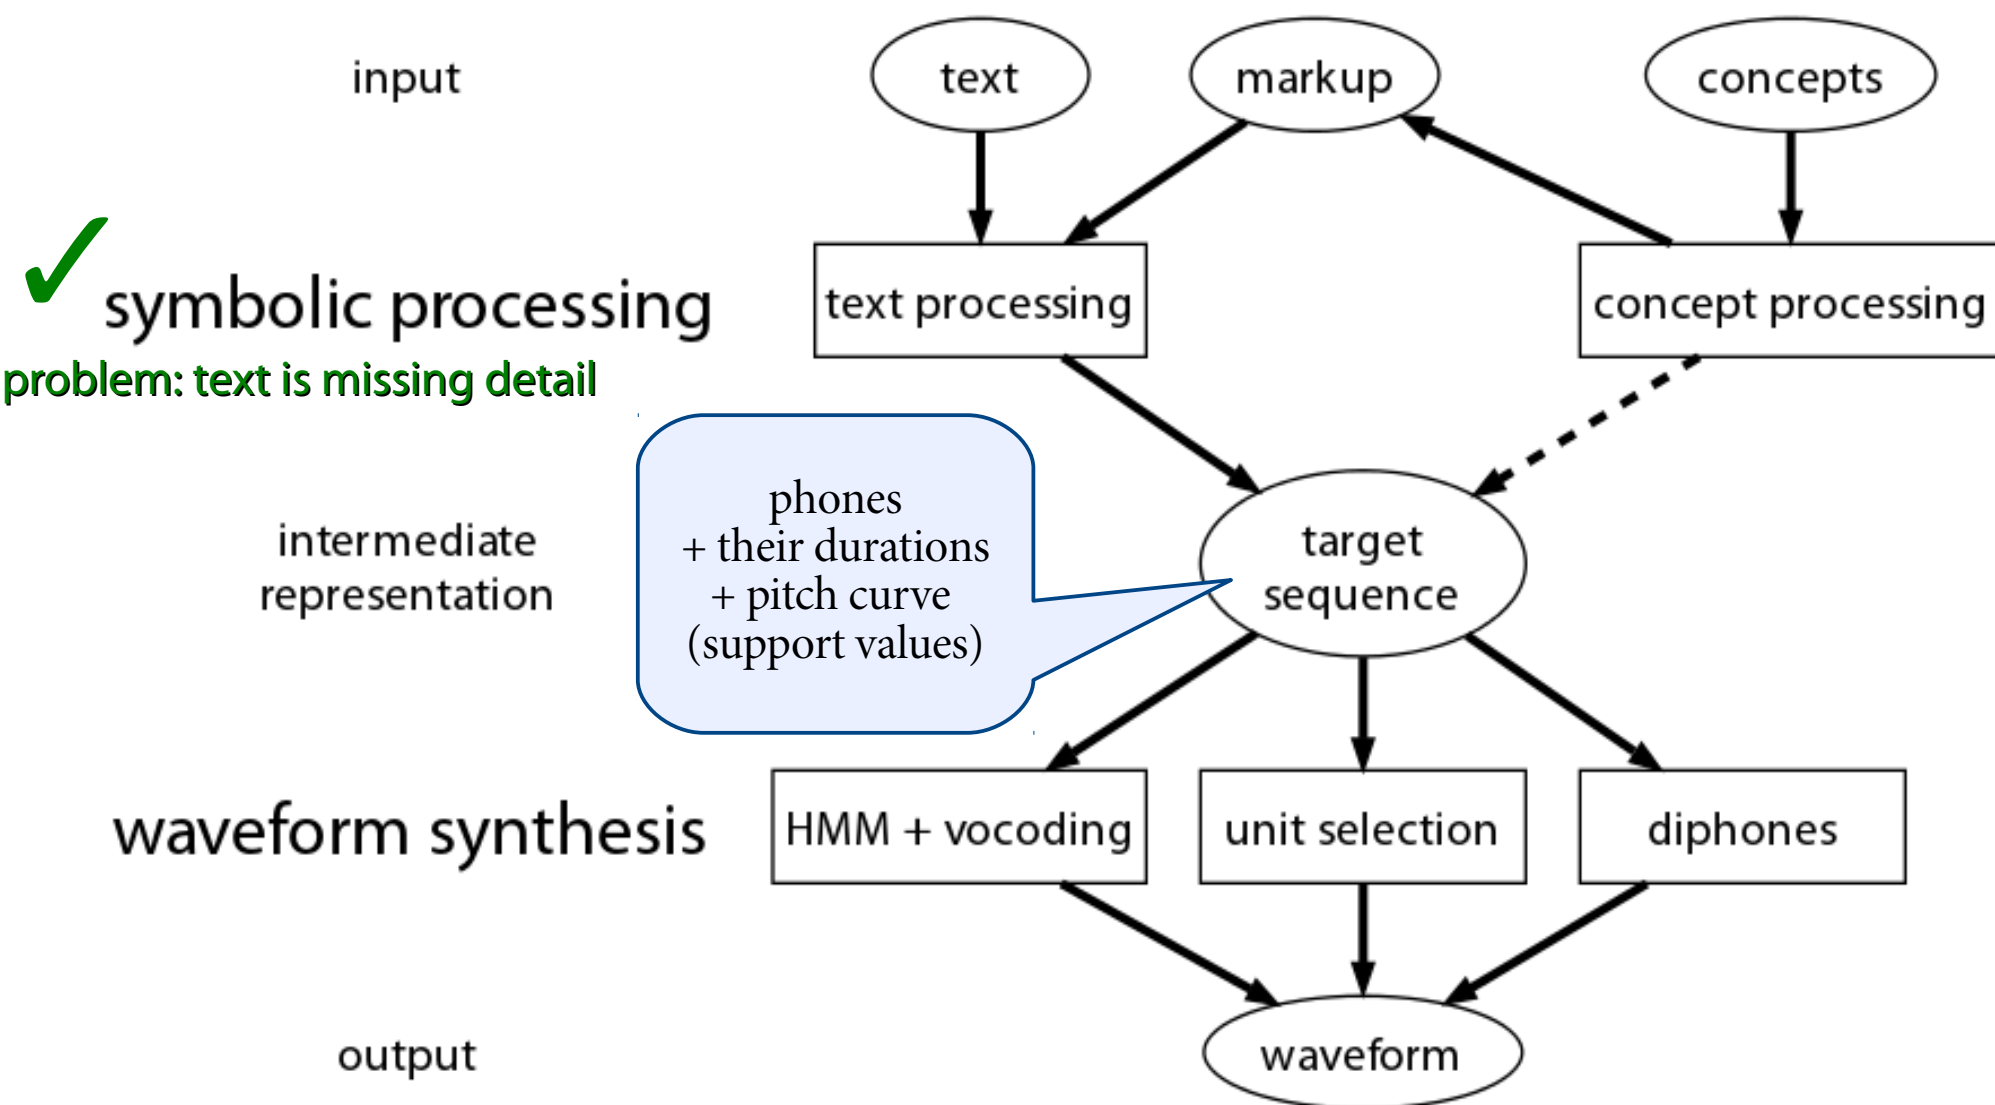 input
text
markup
concepts
symbolic processing
text processing
concept processing
problem: text is missing detail
phones
+ their durations
+ pitch curve
(support values)
intermediate
representation
target
sequence
waveform synthesis
HMM + vocoding
unit selection
diphones
output
waveform